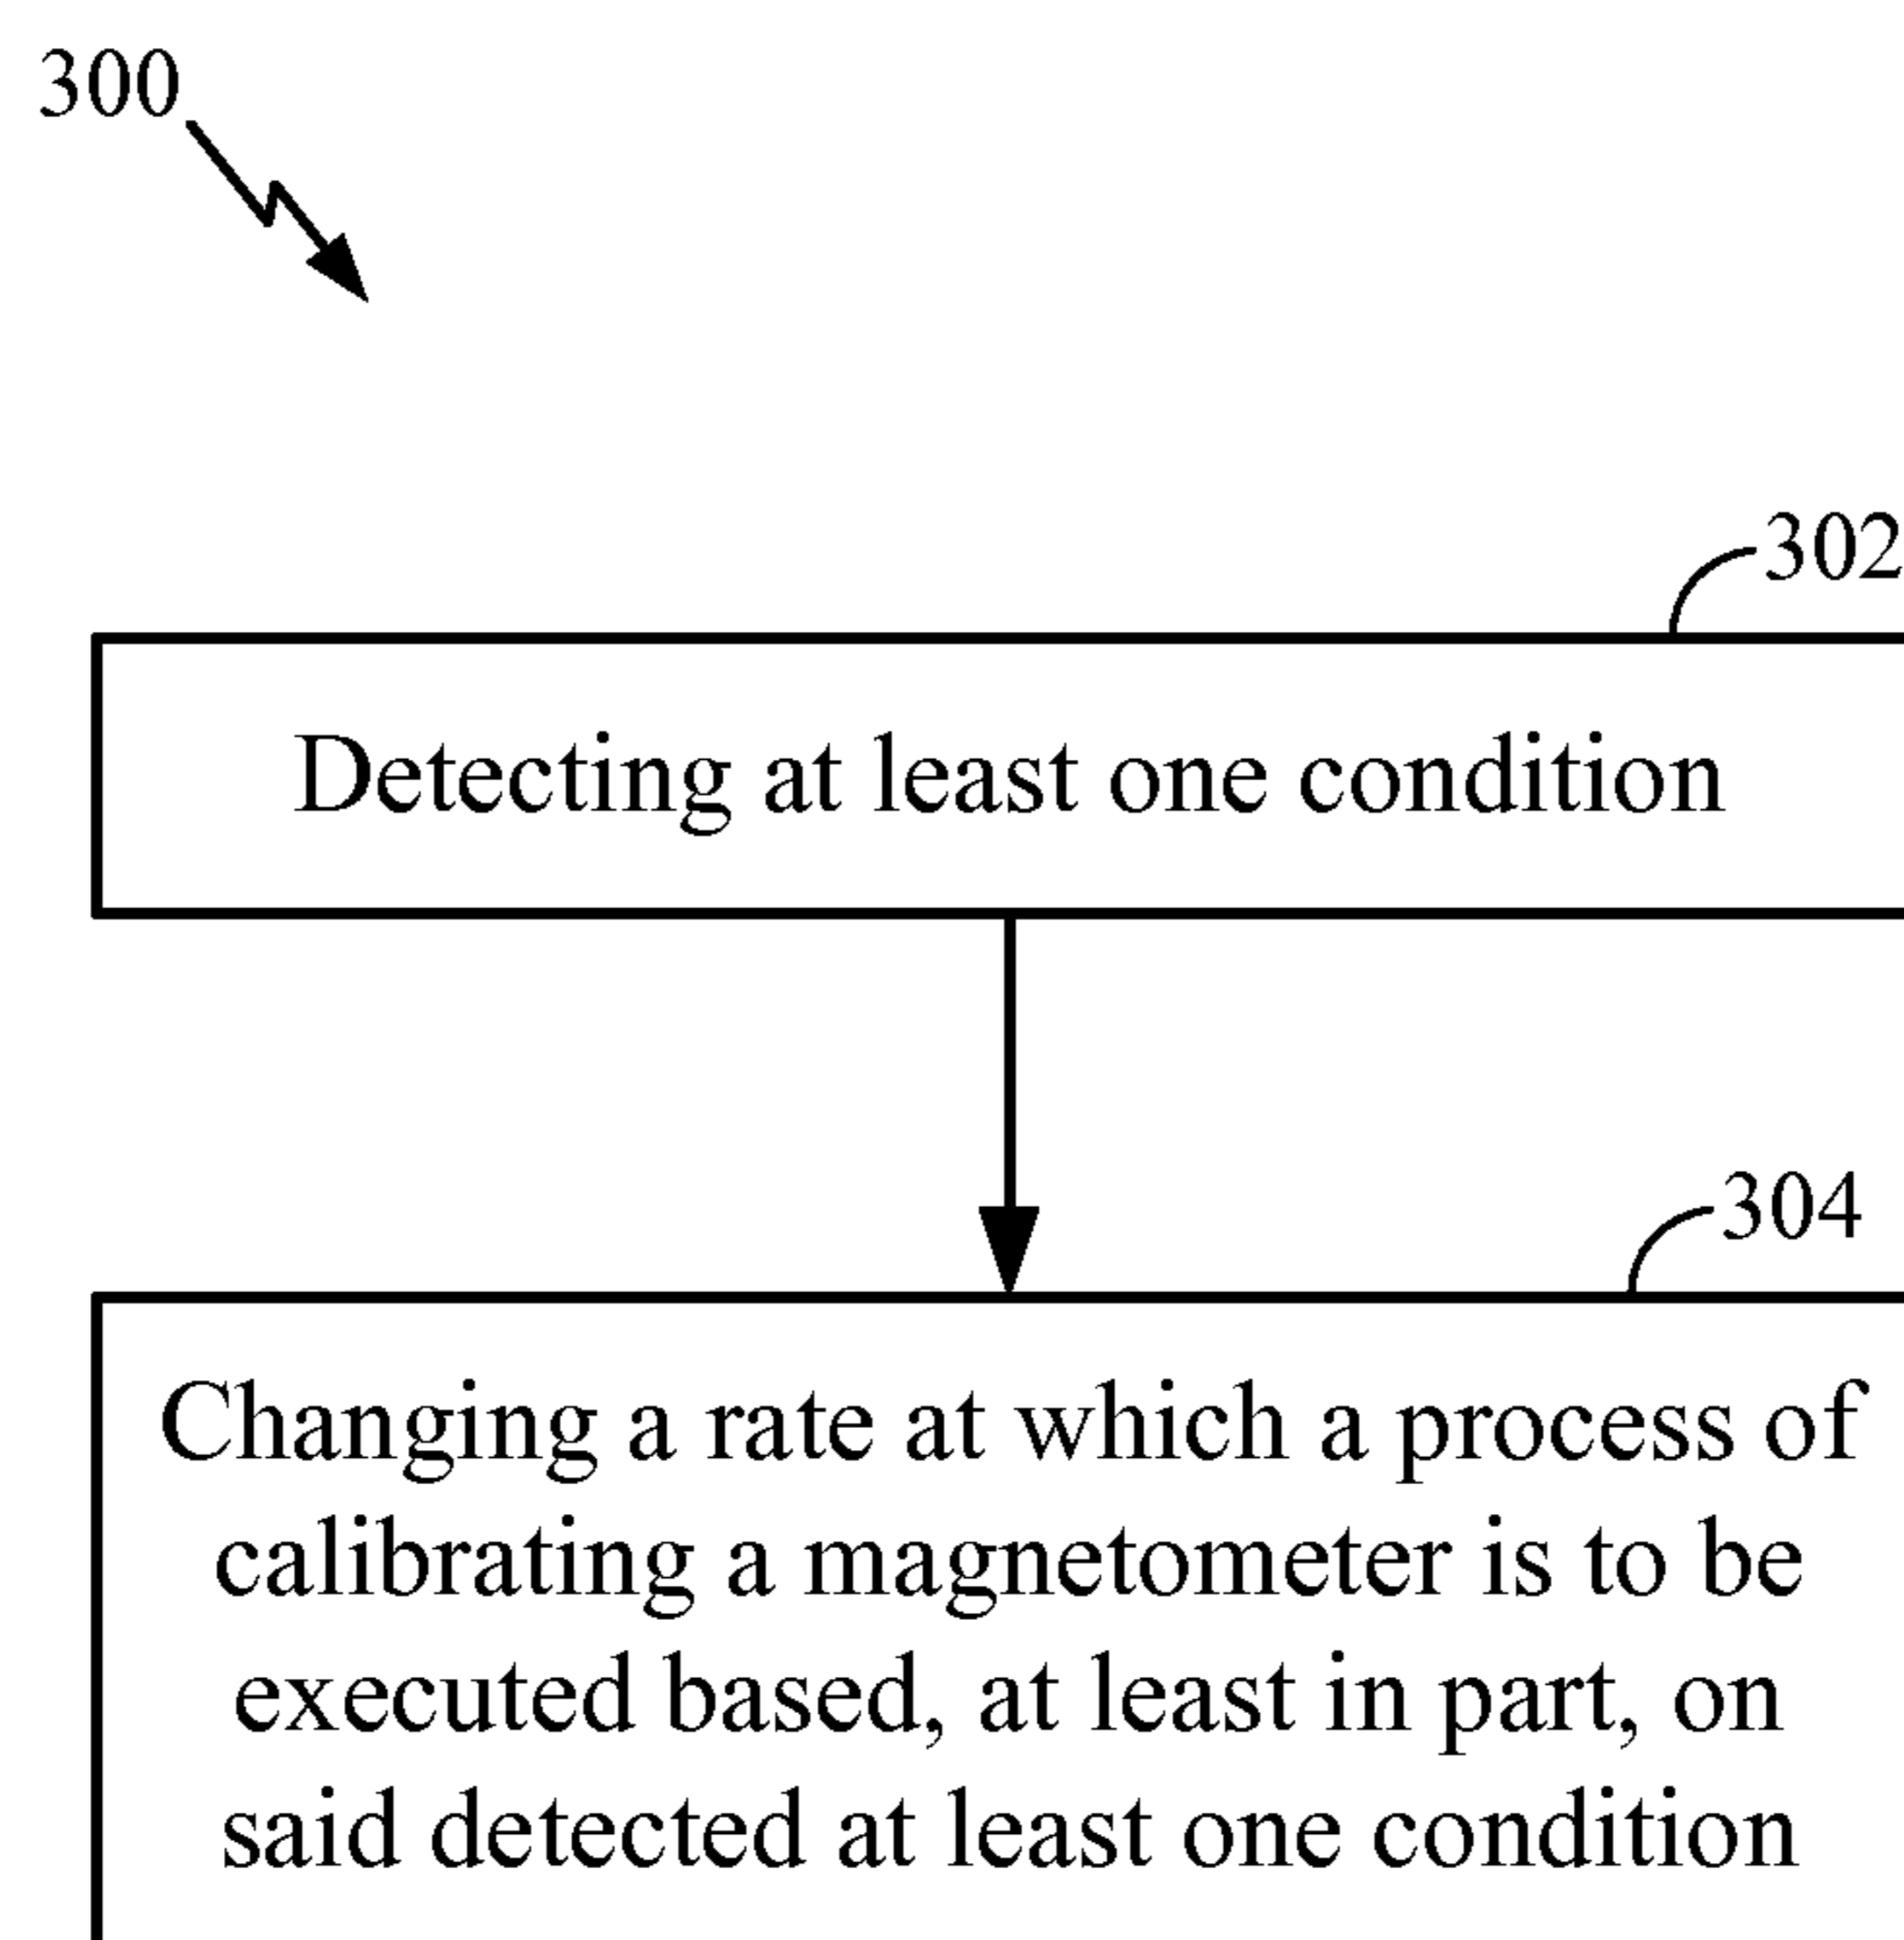 300
302
Detecting at least one condition
304
Changing a rate at which a process of
calibrating a magnetometer is to be
executed based, at least in part, on
said detected at least one condition